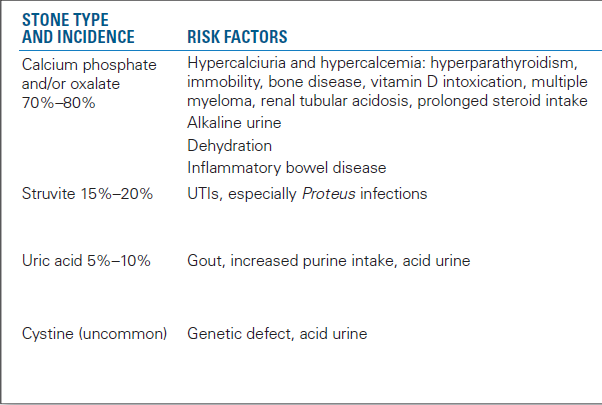 STONE TYPE
AND INCIDENCE RISK FACTORS
Calcium phosphate Hypercalciuria and hypercalcemia: hyperparathyroidism,
and/or oxalate immobility, bone disease, vitamin D intoxication, multiple
70%–80% myeloma, renal tubular acidosis, prolonged steroid intake
Alkaline urine
Dehydration
Inflammatory bowel disease
Struvite 15%–20% UTIs, especially Proteus infections
Uric acid 5%–10% Gout, increased purine intake, acid urine
Cystine (uncommon) Genetic defect, acid urine